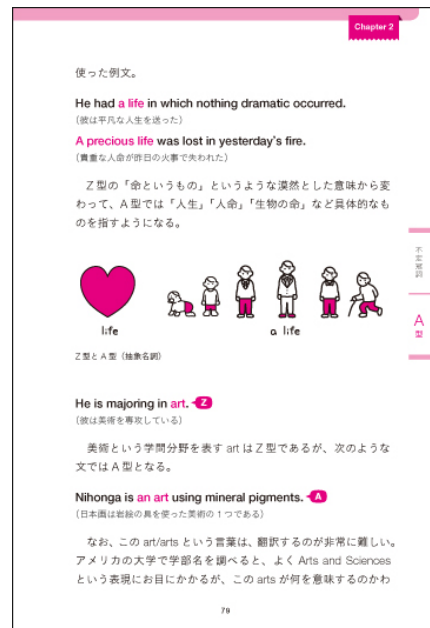 Chapter 2
使った例文。
He had a life in which nothing dramatic occurred.
（彼は平凡な人生を送った）
A precious life was lost in yesterday's fire.
（貴重な人命が昨日の火事で失われた）
Z型の「命というもの」というような漠然とした意味から変
わって、A型では「人生」「人命」「生物の命」など具体的なも
のを指すようになる。
不定冠詞
A
型
life
a life
Z型とA型（抽象名詞）
He is majoring in art. Z
（彼は美術を専攻している）
美術という学問分野を表す art はZ型であるが、次のような
文ではA型となる。
Nihonga is an art using mineral pigments. A
（日本画は岩絵の具を使った美術の1つである）
なお、この art/arts という言葉は、翻訳するのが非常に難しい。
アメリカの大学で学部名を調べると、よく Arts and Sciences
という表現にお目にかかるが、この arts が何を意味するのかわ
79